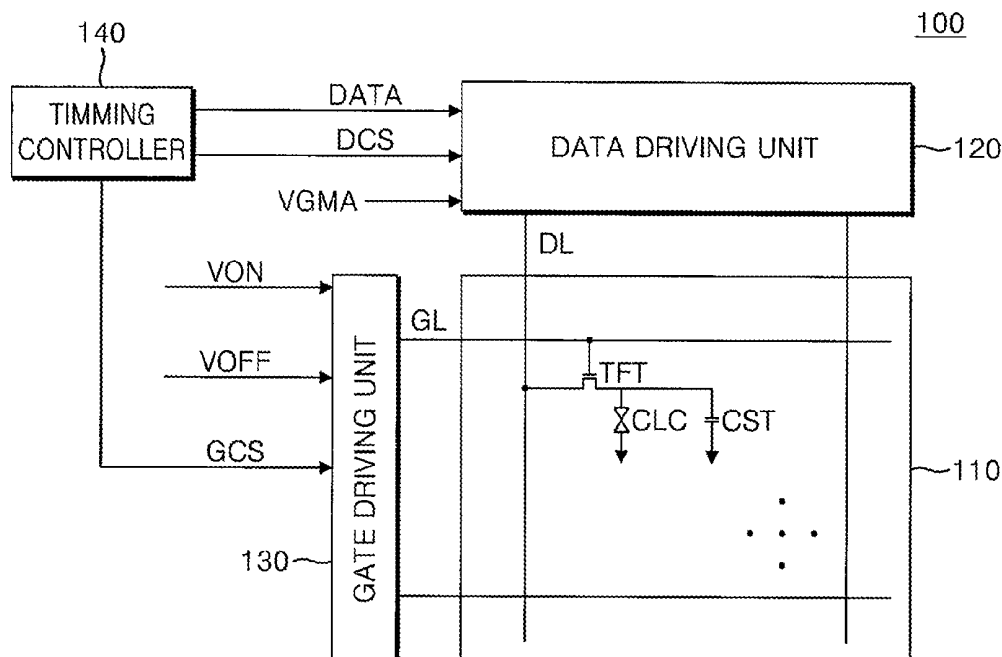 100
140
TIMMING
CONTROLLER
DATA
DCS
VGMA
DATA DRIVING UNIT
120
DL
VON
VOFF
GCS
GATE DRIVING UNIT
130
GL
TFT
CLC
CST
110